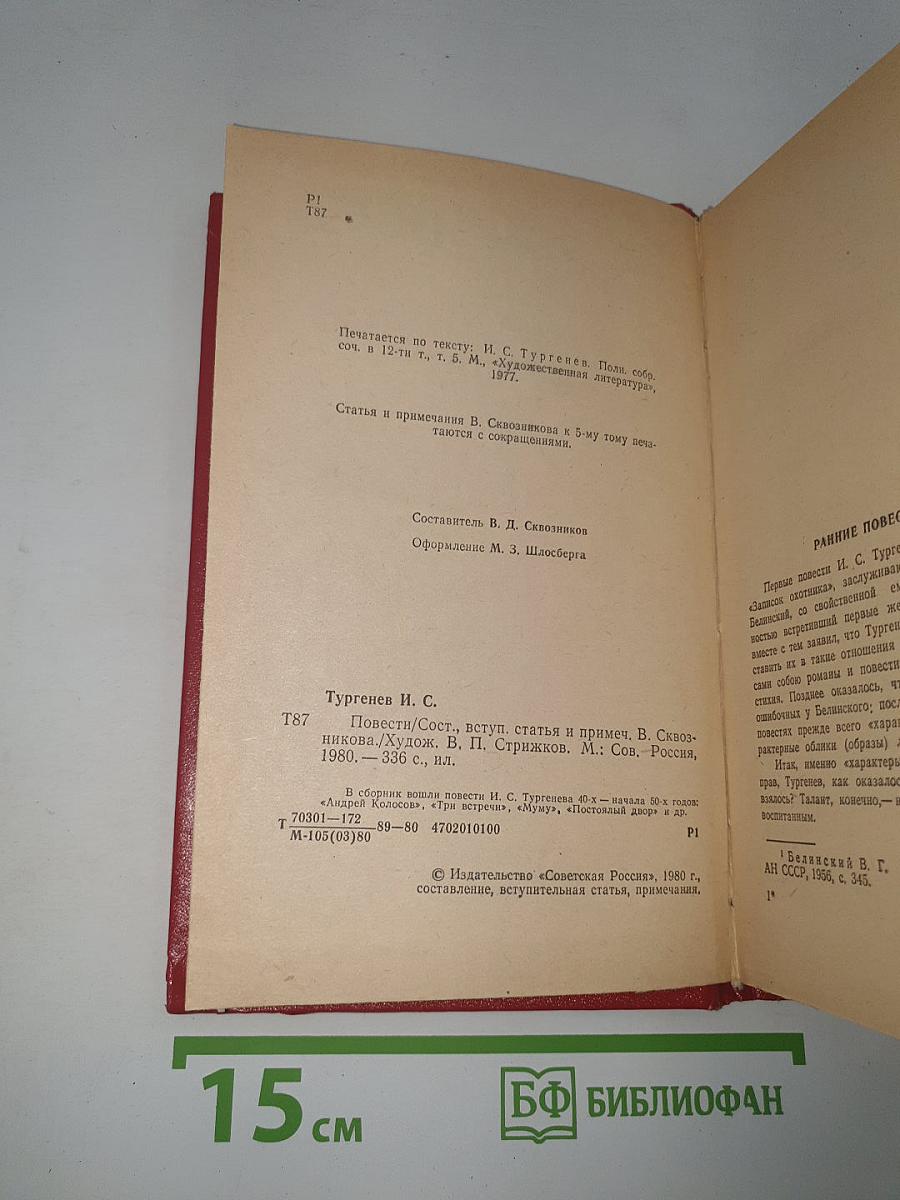 Р1
Т87
Печатается по тексту: И. С. Тургенев. Полн. собр.
соч. в 12-ти т., т. 5. М., «Художественная литература»,
1977.
Статья и примечания В. Сквозникова к 5-му тому печа-
таются с сокращениями.
Составитель В. Д. Сквозников
Оформление М. З. Шлосберга
Тургенев И. С.
Т87 Повести/Сост., вступ. статья и примеч. В. Сквоз-
никова./Худож. В. П. Стрижков. М.: Сов. Россия,
1980. — 336 с., ил.
В сборник вошли повести И. С. Тургенева 40-х — начала 50-х годов:
«Андрей Колосов», «Три встречи», «Муму», «Постоялый двор» и др.
Т 70301—172
М-105(03)80 89—80 4702010100 Р1
© Издательство «Советская Россия», 1980 г.,
составление, вступительная статья, примечания.
РАННИЕ ПОВЕС
Первые повести И. С. Турге
«Записок охотника», заслуживаю
Белинский, со свойственной ем
ностью встретивший первые же
вместе с тем заявил, что Турген
ставить их в такие отношения
сами собою романы и повести
стихия. Позднее оказалось, чт
ошибочных у Белинского; посл
повестях прежде всего «харак
рактерные облики (образы) л
Итак, именно «характеры
прав, Тургенев, как оказалос
взялось? Талант, конечно,— н
воспитанным.
1 Белинский В. Г.
АН СССР, 1956, с. 345.
1*
15 см
БФ БИБЛИОФАН